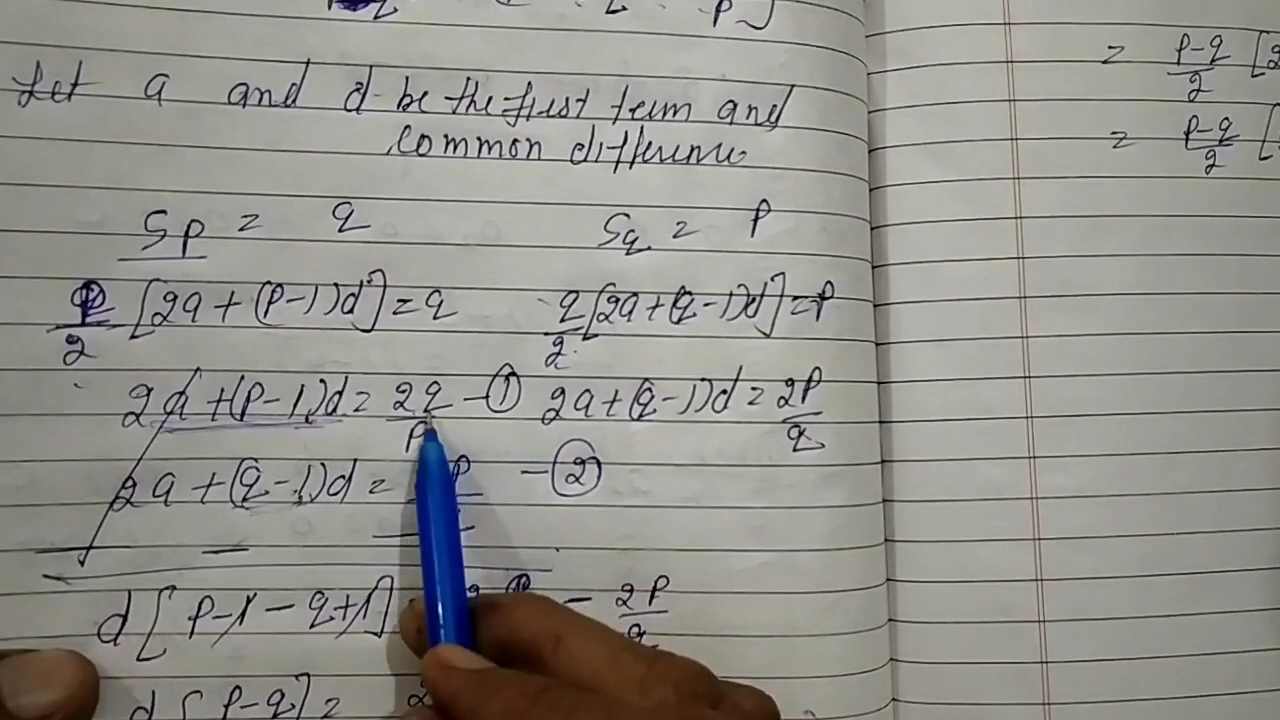 Let a and d be the first term and
common difference
Sp = q Sq = P
P/2 [2a + (P-1)d] = q q/2 [2a + (q-1)d] = P
2a + (P-1)d = 2q/P - ① 2a + (q-1)d = 2P/q
2a + (q-1)d = P - ②
d [P-1-q+1] - 2P/q
d [P-q] =
= P-q/2 [2
= P-q/2 [